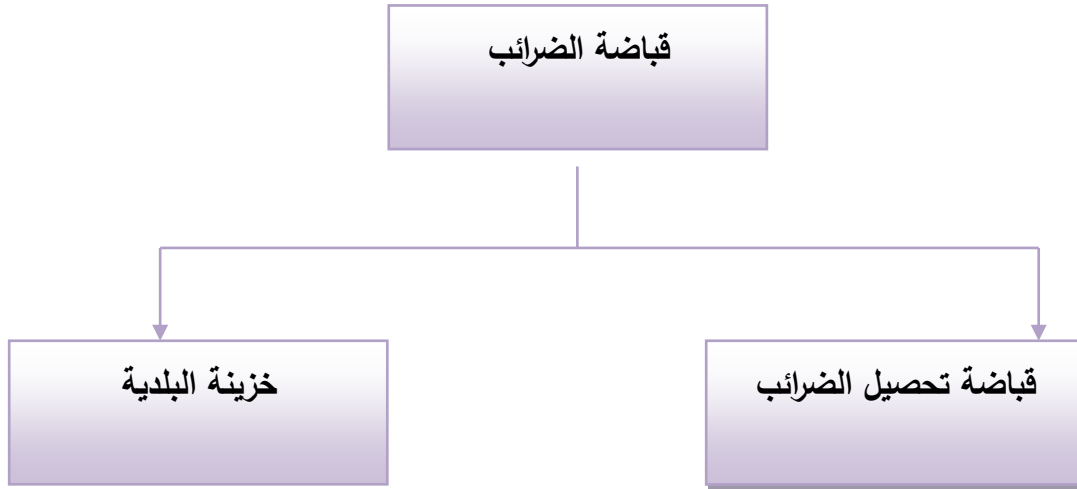 قباضة الضرائب
قباضة تحصيل الضرائب
خزينة البلدية